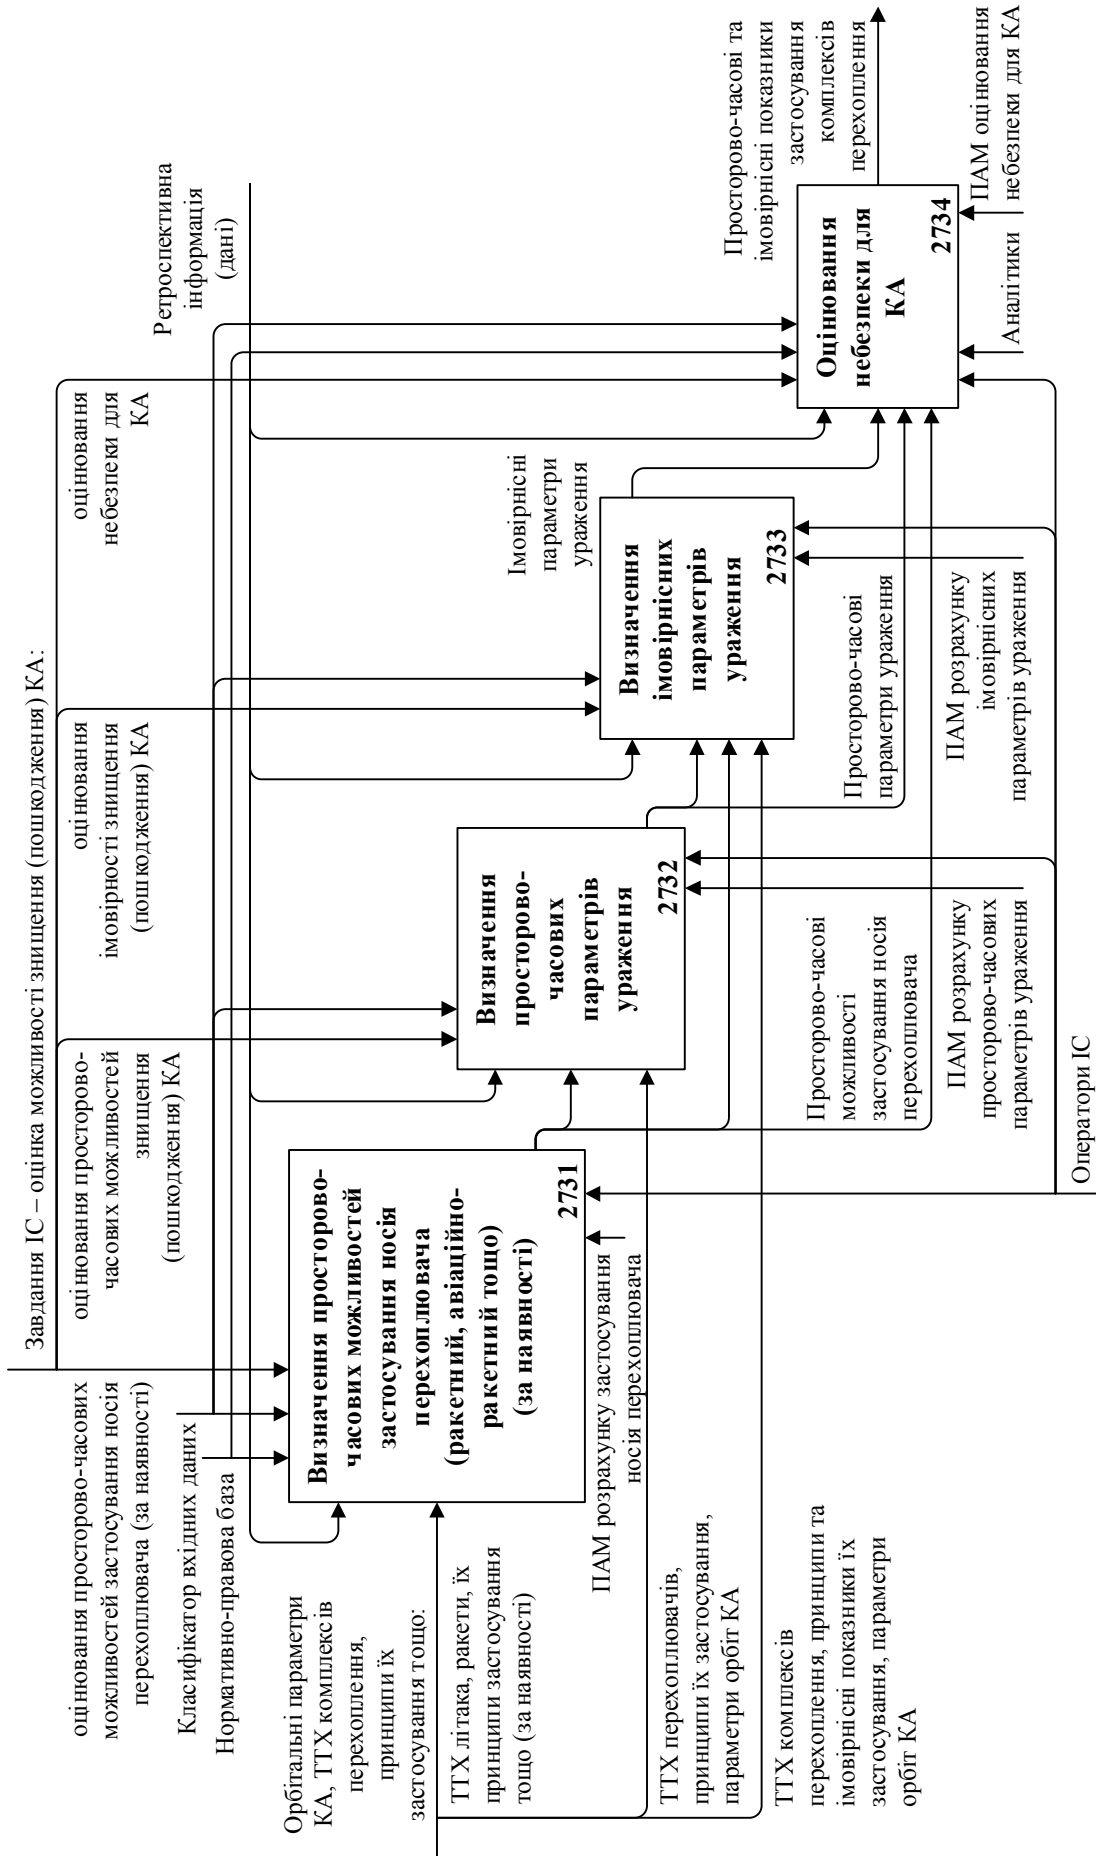 Завдання ІС – оцінка можливості знищення (пошкодження) КА:
оцінювання просторово-часових
можливостей застосування носія
перехоплювача (за наявності)
оцінювання просторово-
часових можливостей
знищення
(пошкодження) КА
оцінювання
імовірності знищення
(пошкодження) КА
оцінювання
небезпеки для
КА
Класифікатор вхідних даних
Нормативно-правова база
Ретроспективна
інформація
(дані)
Орбітальні параметри
КА, ТТХ комплексів
перехоплення,
принципи їх
застосування тощо:
ТТХ літака, ракети, їх
принципи застосування
тощо (за наявності)
ТТХ перехоплювачів,
принципи їх застосування,
параметри орбіт КА
ТТХ комплексів
перехоплення, принципи та
імовірнісні показники їх
застосування, параметри
орбіт КА
Визначення просторово-
часових можливостей
застосування носія
перехоплювача
(ракетний, авіаційно-
ракетний тощо)
(за наявності)
2731
ПАМ розрахунку застосування
носія перехоплювача
Визначення
просторово-
часових
параметрів
ураження
2732
Просторово-часові
можливості
застосування носія
перехоплювача
ПАМ розрахунку
просторово-часових
параметрів ураження
Визначення
імовірнісних
параметрів
ураження
2733
Імовірнісні
параметри
ураження
Просторово-часові
параметри ураження
ПАМ розрахунку
імовірнісних
параметрів ураження
Оцінювання
небезпеки для
КА
2734
Просторово-часові та
імовірнісні показники
застосування
комплексів
перехоплення
Аналітики
ПАМ оцінювання
небезпеки для КА
Оператори ІС